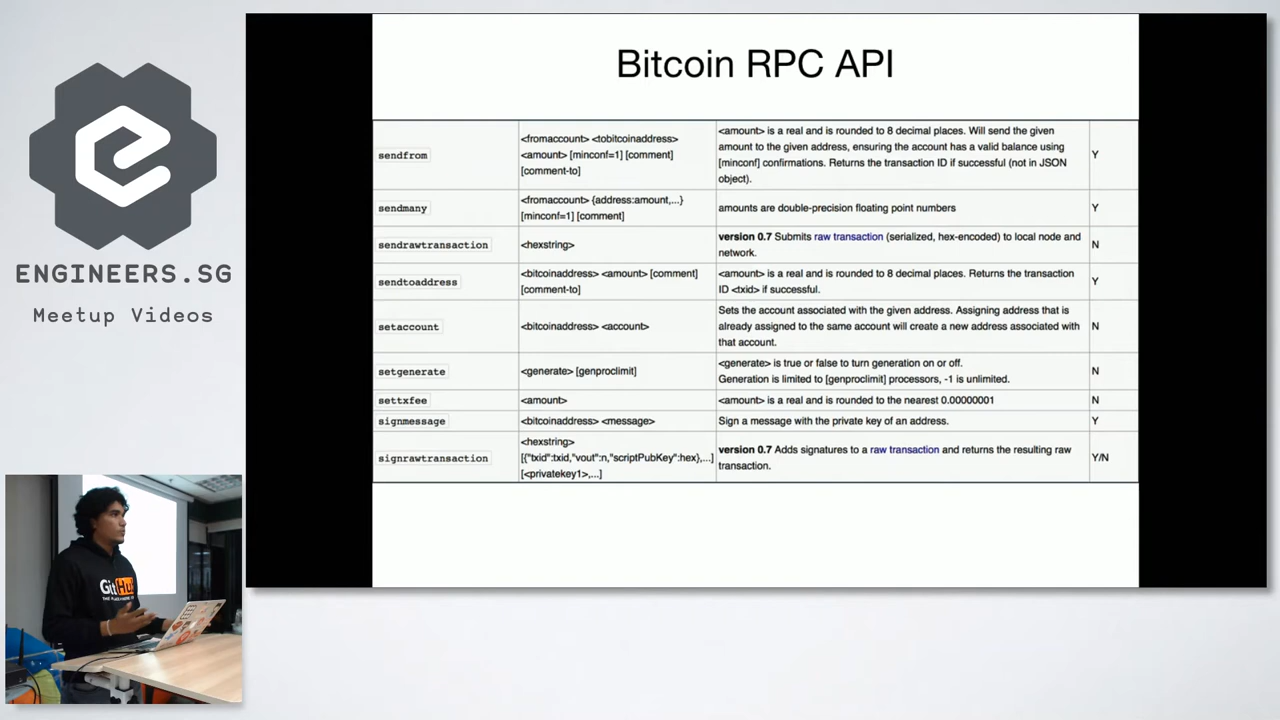 Bitcoin RPC API
sendfrom
<fromaccount> <tobitcoinaddress>
<amount> [minconf=1] [comment]
[comment-to]
<amount> is a real and is rounded to 8 decimal places. Will send the given
amount to the given address, ensuring the account has a valid balance using
[minconf] confirmations. Returns the transaction ID if successful (not in JSON
object).
Y
sendmany
<fromaccount> {address:amount,...}
[minconf=1] [comment]
amounts are double-precision floating point numbers
Y
sendrawtransaction
<hexstring>
version 0.7 Submits raw transaction (serialized, hex-encoded) to local node and
network.
N
sendtoaddress
<bitcoinaddress> <amount> [comment]
[comment-to]
<amount> is a real and is rounded to 8 decimal places. Returns the transaction
ID <txid> if successful.
Y
setaccount
<bitcoinaddress> <account>
Sets the account associated with the given address. Assigning address that is
already assigned to the same account will create a new address associated with
that account.
N
setgenerate
<generate> [genproclimit]
<generate> is true or false to turn generation on or off.
Generation is limited to [genproclimit] processors, -1 is unlimited.
N
settxfee
<amount>
<amount> is a real and is rounded to the nearest 0.00000001
N
signmessage
<bitcoinaddress> <message>
Sign a message with the private key of an address.
Y
signrawtransaction
<hexstring>
[{"txid":txid,"vout":n,"scriptPubKey":hex},...]
[<privatekey1>,...]
version 0.7 Adds signatures to a raw transaction and returns the resulting raw
transaction.
Y/N
ENGINEERS.SG
Meetup Videos
Git